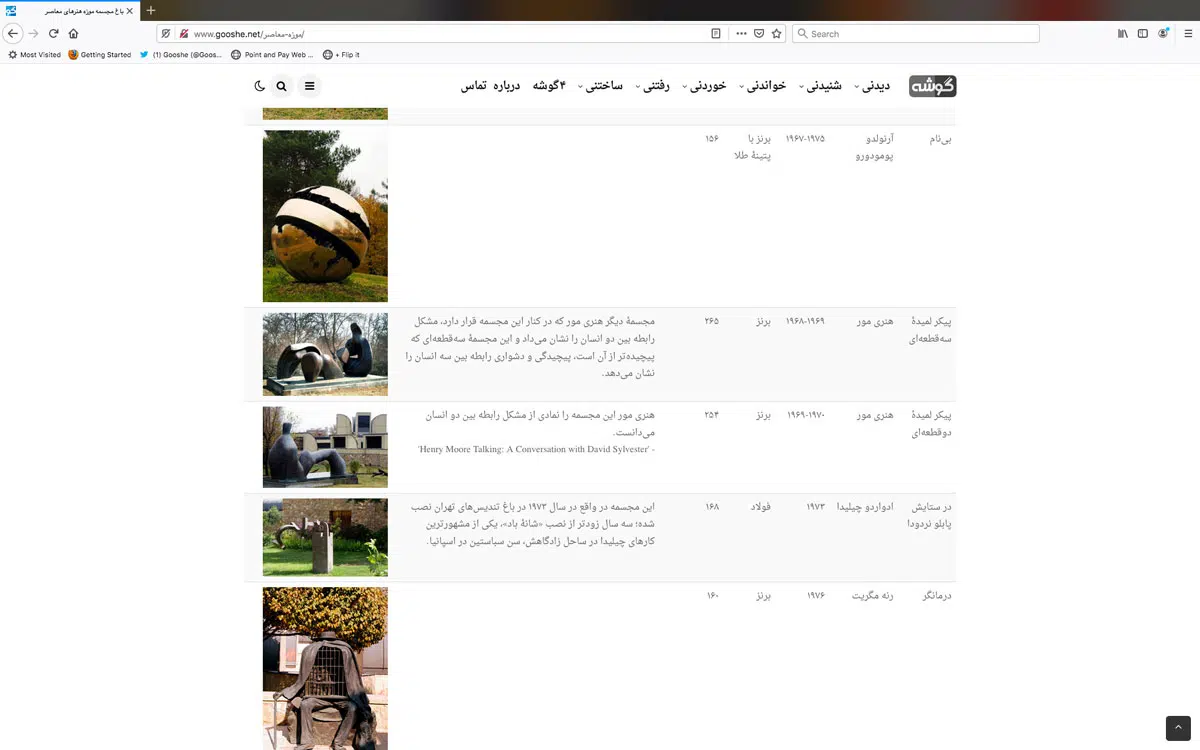 باغ مجسمه موزه هنرهای معاصر
www.gooshe.net/موزه-معاصر/
Search
Most Visited
Getting Started
(1) Gooshe (@Goos...
Point and Pay Web ...
+ Flip it
گوشه
دیدنی
شنیدنی
خواندنی
خوردنی
رفتنی
ساختنی
۴گوشه
درباره
تماس
بی‌نام
آرنولدو
پومودورو
۱۹۶۷-۱۹۷۵
برنز با
پتینهٔ طلا
۱۵۶
پیکر لمیدهٔ
سه‌قطعه‌ای
هنری مور
۱۹۶۸-۱۹۶۹
برنز
۲۶۵
مجسمهٔ دیگر هنری مور که در کنار این مجسمه قرار دارد، مشکل
رابطه بین دو انسان را نشان می‌داد و این مجسمهٔ سه‌قطعه‌ای که
پیچیده‌تر از آن است، پیچیدگی و دشواری رابطه بین سه انسان را
نشان می‌دهد.
پیکر لمیدهٔ
دوقطعه‌ای
هنری مور
۱۹۶۹-۱۹۷۰
برنز
۲۵۴
هنری مور این مجسمه را نمادی از مشکل رابطه بین دو انسان
می‌دانست.
- 'Henry Moore Talking: A Conversation with David Sylvester'
در ستایش
پابلو نردودا
ادواردو چیلیدا
۱۹۷۳
فولاد
۱۶۸
این مجسمه در واقع در سال ۱۹۷۳ در باغ تندیس‌های تهران نصب
شده؛ سه سال زودتر از نصب «شانهٔ باد»، یکی از مشهورترین
کارهای چیلیدا در ساحل زادگاهش، سن سباستین در اسپانیا.
درمانگر
رنه مگریت
۱۹۷۶
برنز
۱۶۰